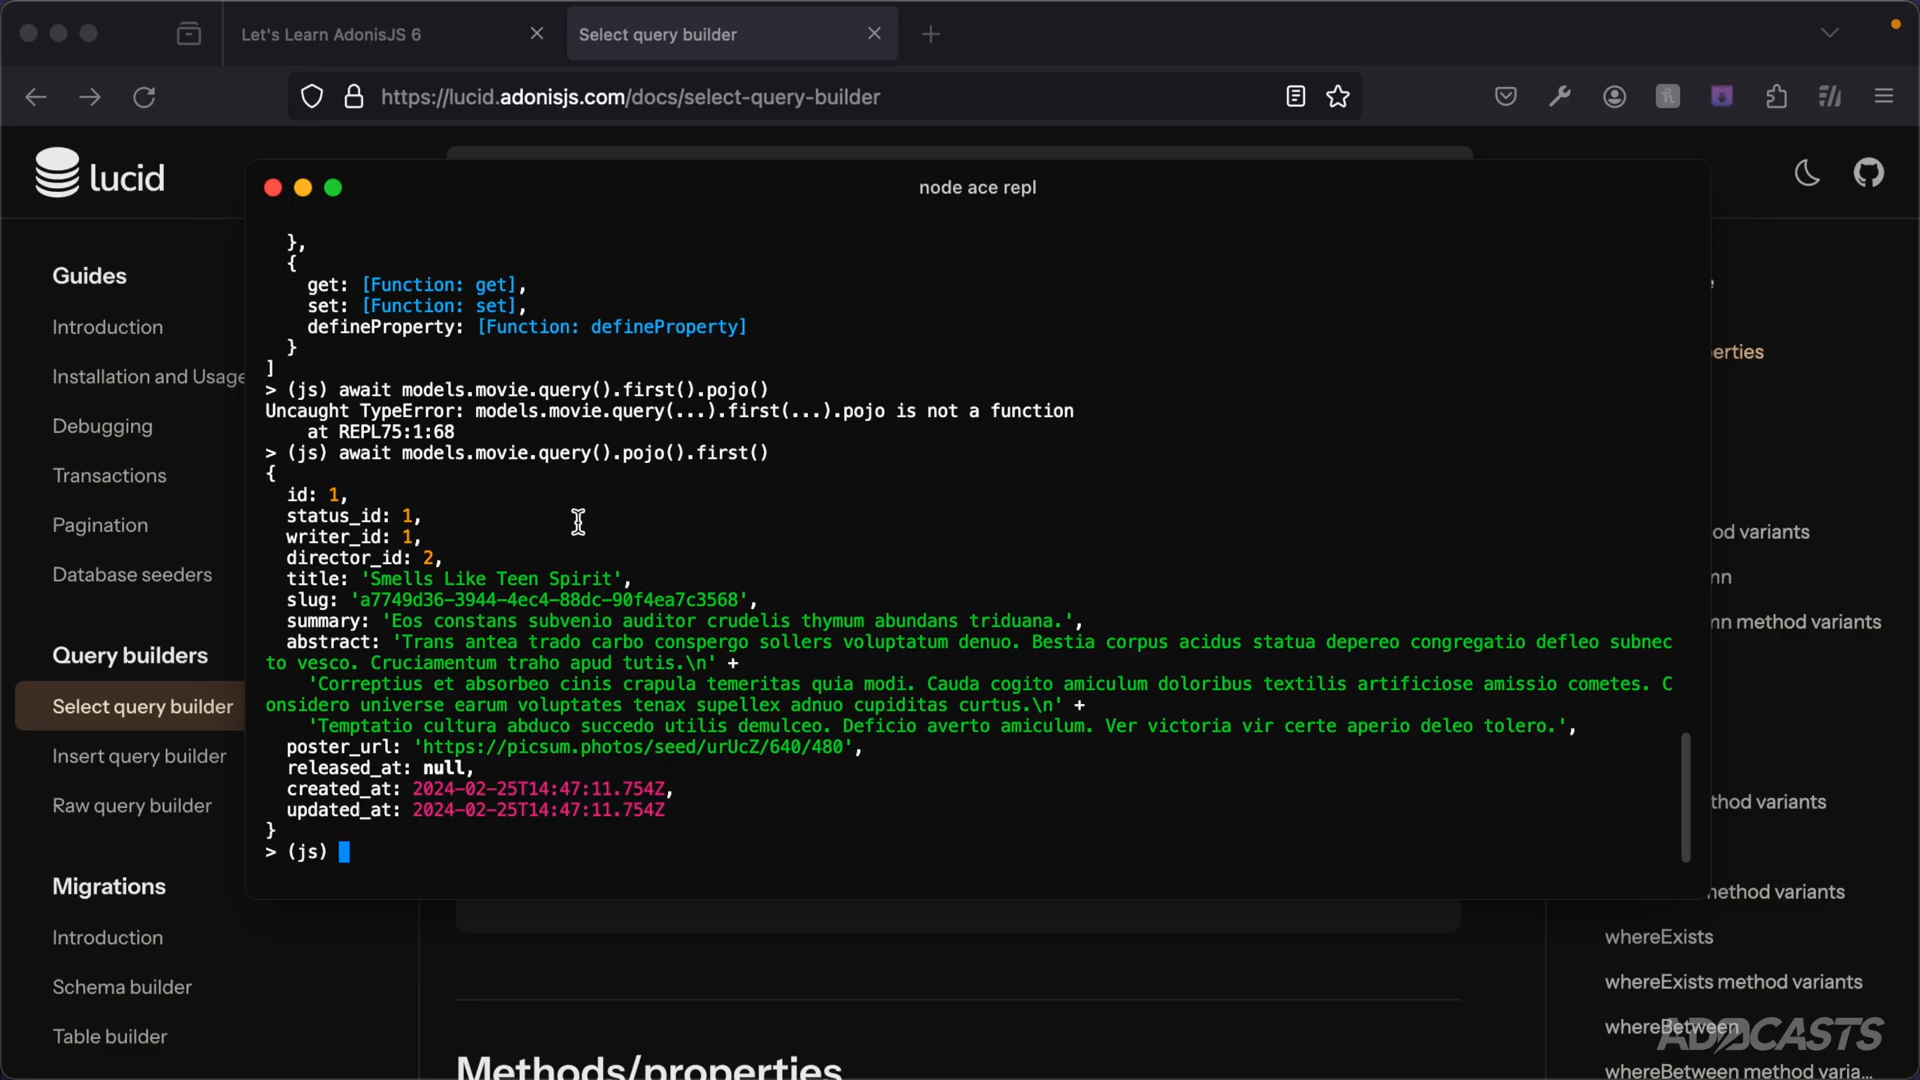 Let's Learn AdonisJS 6
Select query builder
https://lucid.adonisjs.com/docs/select-query-builder
lucid
node ace repl
Guides
Introduction
Installation and Usage
Debugging
Transactions
Pagination
Database seeders
Query builders
Select query builder
Insert query builder
Raw query builder
Migrations
Introduction
Schema builder
Table builder
},
{
get: [Function: get],
set: [Function: set],
defineProperty: [Function: defineProperty]
}
]
> (js) await models.movie.query().first().pojo()
Uncaught TypeError: models.movie.query(...).first(...).pojo is not a function
at REPL75:1:68
> (js) await models.movie.query().pojo().first()
{
id: 1,
status_id: 1,
writer_id: 1,
director_id: 2,
title: 'Smells Like Teen Spirit',
slug: 'a7749d36-3944-4ec4-88dc-90f4ea7c3568',
summary: 'Eos constans subvenio auditor crudelis thymum abundans triduana.',
abstract: 'Trans antea trado carbo conspergo sollers voluptatum denuo. Bestia corpus acidus statua depereo congregatio defleo subnec
to vesco. Cruciamentum traho apud tutis.\n' +
'Correptius et absorbeo cinis crapula temeritas quia modi. Cauda cogito amiculum doloribus textilis artificiose amissio cometes. C
onsidero universe earum voluptates tenax supellex adnuo cupiditas curtus.\n' +
'Temptatio cultura abduco succedo utilis demulceo. Deficio averto amiculum. Ver victoria vir certe aperio deleo tolero.',
poster_url: 'https://picsum.photos/seed/urUcZ/640/480',
released_at: null,
created_at: 2024-02-25T14:47:11.754Z,
updated_at: 2024-02-25T14:47:11.754Z
}
> (js)
Methods/properties
erties
od variants
mn
mn method variants
thod variants
method variants
whereExists
whereExists method variants
whereBetween
whereBetween method varia...
ADOCASTS